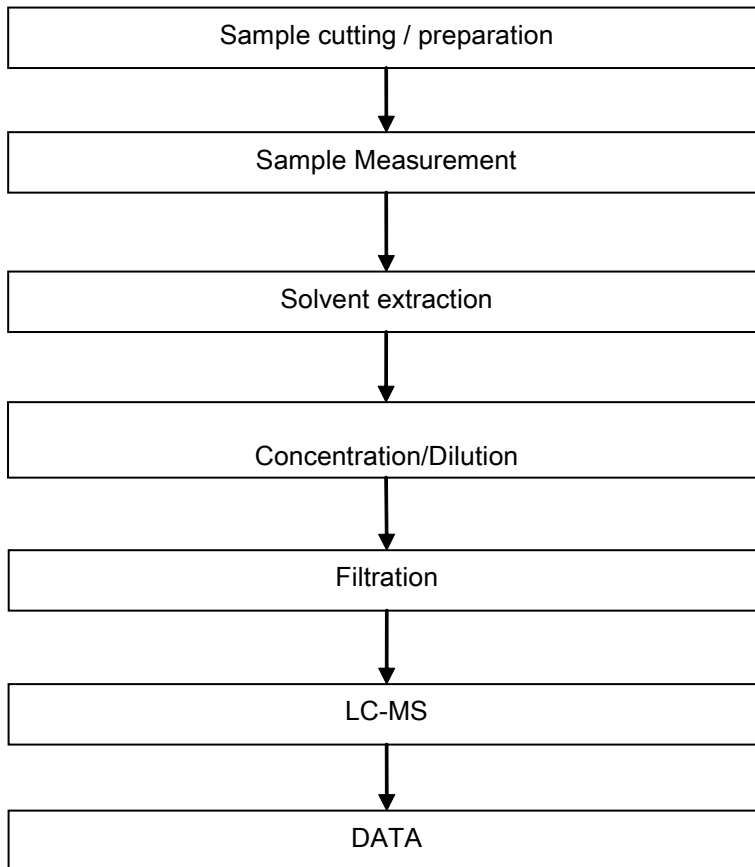 Sample cutting / preparation
Sample Measurement
Solvent extraction
Concentration/Dilution
Filtration
LC-MS
DATA